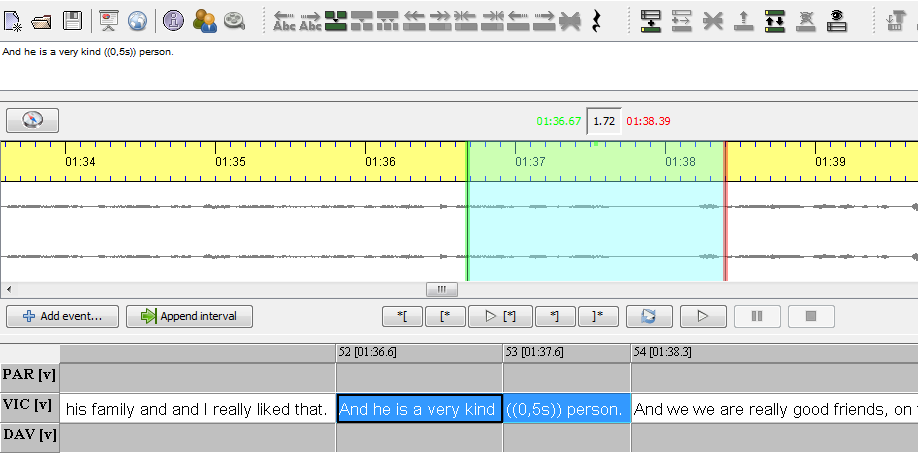 Abc Abc
And he is a very kind ((0,5s)) person.
01:36.67 1.72 01:38.39
01:34 01:35 01:36 01:37 01:38 01:39
Add event... Append interval *[ [* [*] *] ]*
52 [01:36.6] 53 [01:37.6] 54 [01:38.3]
PAR [v]
VIC [v] his family and and I really liked that. And he is a very kind ((0,5s)) person. And we we are really good friends, on
DAV [v]